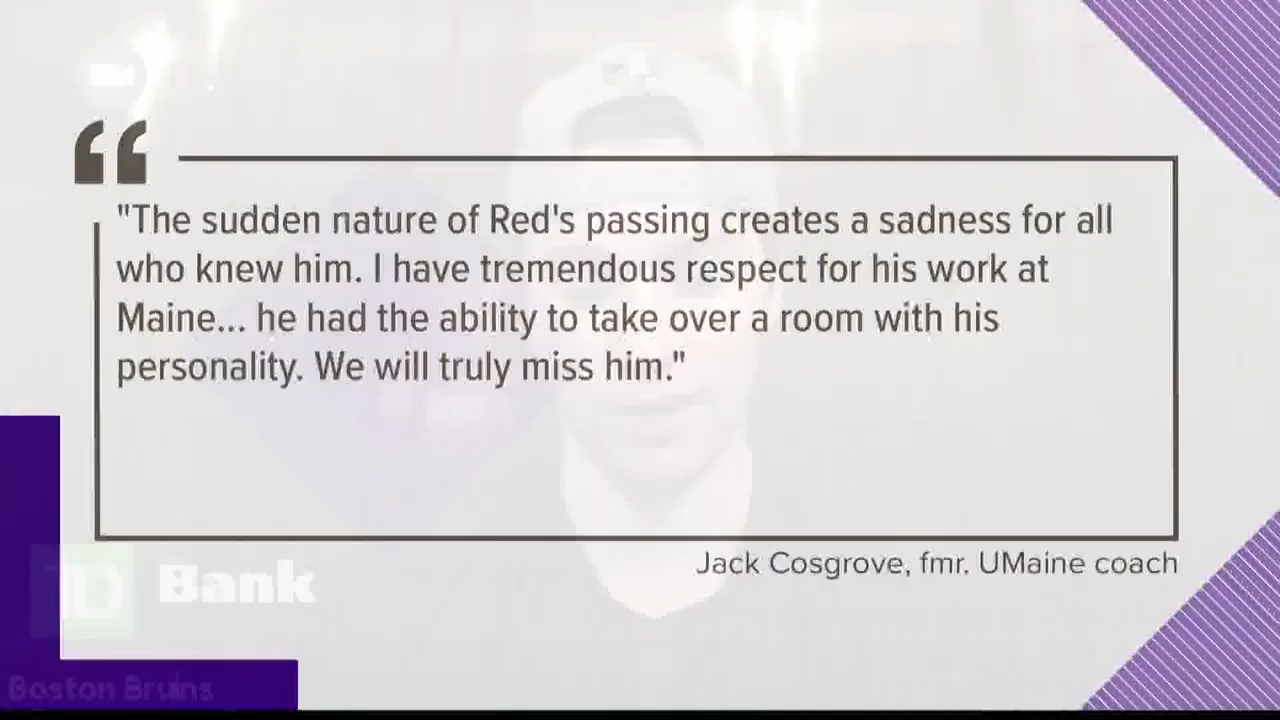 "The sudden nature of Red's passing creates a sadness for all
who knew him. I have tremendous respect for his work at
Maine... he had the ability to take over a room with his
personality. We will truly miss him."
Jack Cosgrove, fmr. UMaine coach
TD Bank
Boston Bruins